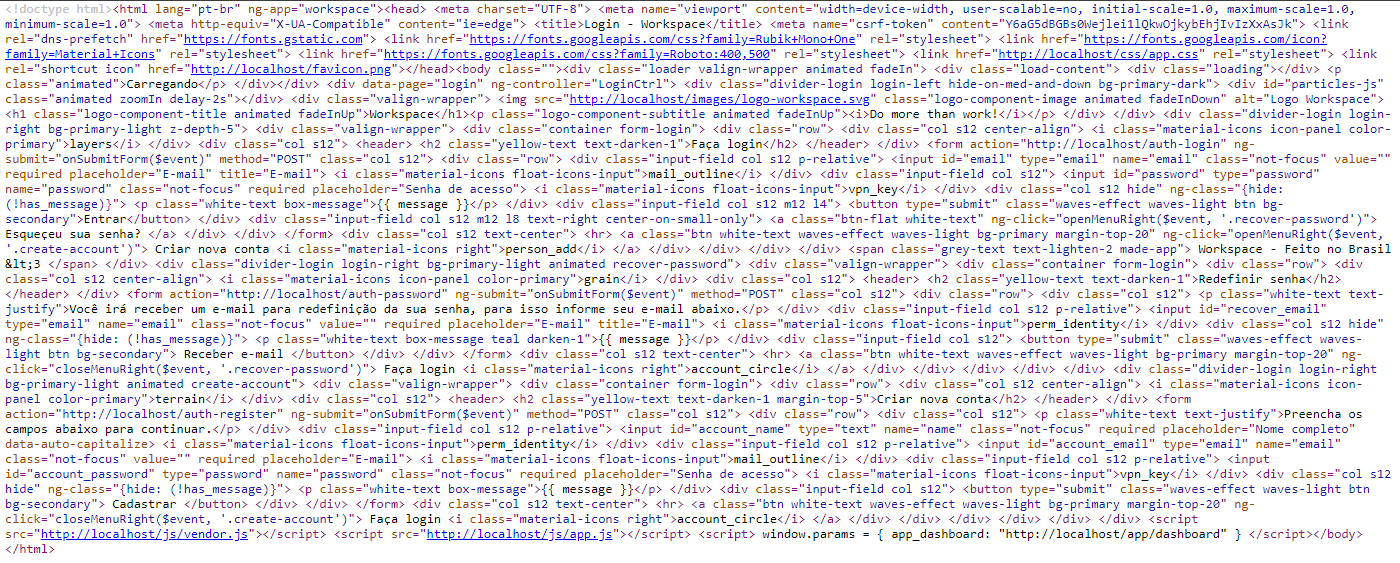 <!doctype html><html lang="pt-br" ng-app="workspace"><head> <meta charset="UTF-8"> <meta name="viewport" content="width=device-width, user-scalable=no, initial-scale=1.0, maximum-scale=1.0,
minimum-scale=1.0"> <meta http-equiv="X-UA-Compatible" content="ie=edge"> <title>Login - Workspace</title> <meta name="csrf-token" content="Y6aG5dBGBs0Wejlei1lQkwOjkybEhjIvIzXxAsJk"> <link
rel="dns-prefetch" href="https://fonts.gstatic.com"> <link href="https://fonts.googleapis.com/css?family=Rubik+Mono+One" rel="stylesheet"> <link href="https://fonts.googleapis.com/icon?
family=Material+Icons" rel="stylesheet"> <link href="https://fonts.googleapis.com/css?family=Roboto:400,500" rel="stylesheet"> <link href="http://localhost/css/app.css" rel="stylesheet"> <link
rel="shortcut icon" href="http://localhost/favicon.png"></head><body class=""><div class="loader valign-wrapper animated fadeIn"> <div class="load-content"> <div class="loading"></div> <p
class="animated">Carregando</p> </div></div> <div data-page="login" ng-controller="LoginCtrl"> <div class="divider-login login-left hide-on-med-and-down bg-primary-dark"> <div id="particles-js"
class="animated zoomIn delay-2s"></div> <div class="valign-wrapper"> <img src="http://localhost/images/logo-workspace.svg" class="logo-component-image animated fadeInDown" alt="Logo Workspace">
<h1 class="logo-component-title animated fadeInUp">Workspace</h1><p class="logo-component-subtitle animated fadeInUp"><i>Do more than work!</i></p> </div> </div> <div class="divider-login login-
right bg-primary-light z-depth-5"> <div class="valign-wrapper"> <div class="container form-login"> <div class="row"> <div class="col s12 center-align"> <i class="material-icons icon-panel color-
primary">layers</i> </div> <div class="col s12"> <header> <h2 class="yellow-text text-darken-1">Faça login</h2> </header> </div> <form action="http://localhost/auth-login" ng-
submit="onSubmitForm($event)" method="POST" class="col s12"> <div class="row"> <div class="input-field col s12 p-relative"> <input id="email" type="email" name="email" class="not-focus" value=""
required placeholder="E-mail" title="E-mail"> <i class="material-icons float-icons-input">mail_outline</i> </div> <div class="input-field col s12"> <input id="password" type="password"
name="password" class="not-focus" required placeholder="Senha de acesso"> <i class="material-icons float-icons-input">vpn_key</i> </div> <div class="col s12 hide" ng-class="{hide:
(!has_message)}"> <p class="white-text box-message">{{ message }}</p> </div> <div class="input-field col s12 m12 l4"> <button type="submit" class="waves-effect waves-light btn bg-
secondary">Entrar</button> </div> <div class="input-field col s12 m12 l8 text-right center-on-small-only"> <a class="btn-flat white-text" ng-click="openMenuRight($event, '.recover-password')">
Esqueçeu sua senha? </a> </div> </div> </form> <div class="col s12 text-center"> <hr> <a class="btn white-text waves-effect waves-light bg-primary margin-top-20" ng-click="openMenuRight($event,
'.create-account')"> Criar nova conta <i class="material-icons right">person_add</i> </a> </div> </div> </div> </div> <span class="grey-text text-lighten-2 made-app"> Workspace - Feito no Brasil
&lt;3 </span> </div> <div class="divider-login login-right bg-primary-light animated recover-password"> <div class="valign-wrapper"> <div class="container form-login"> <div class="row"> <div
class="col s12 center-align"> <i class="material-icons icon-panel color-primary">grain</i> </div> <div class="col s12"> <header> <h2 class="yellow-text text-darken-1">Redefinir senha</h2>
</header> </div> <form action="http://localhost/auth-password" ng-submit="onSubmitForm($event)" method="POST" class="col s12"> <div class="row"> <div class="col s12"> <p class="white-text text-
justify">Você irá receber um e-mail para redefinição da sua senha, para isso informe seu e-mail abaixo.</p> </div> <div class="input-field col s12 p-relative"> <input id="recover_email"
type="email" name="email" class="not-focus" value="" required placeholder="E-mail" title="E-mail"> <i class="material-icons float-icons-input">perm_identity</i> </div> <div class="col s12 hide"
ng-class="{hide: (!has_message)}"> <p class="white-text box-message teal darken-1">{{ message }}</p> </div> <div class="input-field col s12"> <button type="submit" class="waves-effect waves-
light btn bg-secondary"> Receber e-mail </button> </div> </div> </form> <div class="col s12 text-center"> <hr> <a class="btn white-text waves-effect waves-light bg-primary margin-top-20" ng-
click="closeMenuRight($event, '.recover-password')"> Faça login <i class="material-icons right">account_circle</i> </a> </div> </div> </div> </div> </div> <div class="divider-login login-right
bg-primary-light animated create-account"> <div class="valign-wrapper"> <div class="container form-login"> <div class="row"> <div class="col s12 center-align"> <i class="material-icons icon-
panel color-primary">terrain</i> </div> <div class="col s12"> <header> <h2 class="yellow-text text-darken-1 margin-top-5">Criar nova conta</h2> </header> </div> <form
action="http://localhost/auth-register" ng-submit="onSubmitForm($event)" method="POST" class="col s12"> <div class="row"> <div class="col s12"> <p class="white-text text-justify">Preencha os
campos abaixo para continuar.</p> </div> <div class="input-field col s12 p-relative"> <input id="account_name" type="text" name="name" class="not-focus" required placeholder="Nome completo"
data-auto-capitalize> <i class="material-icons float-icons-input">perm_identity</i> </div> <div class="input-field col s12 p-relative"> <input id="account_email" type="email" name="email"
class="not-focus" value="" required placeholder="E-mail"> <i class="material-icons float-icons-input">mail_outline</i> </div> <div class="input-field col s12 p-relative"> <input
id="account_password" type="password" name="password" class="not-focus" required placeholder="Senha de acesso"> <i class="material-icons float-icons-input">vpn_key</i> </div> <div class="col s12
hide" ng-class="{hide: (!has_message)}"> <p class="white-text box-message">{{ message }}</p> </div> <div class="input-field col s12"> <button type="submit" class="waves-effect waves-light btn
bg-secondary"> Cadastrar </button> </div> </div> </form> <div class="col s12 text-center"> <hr> <a class="btn white-text waves-effect waves-light bg-primary margin-top-20" ng-
click="closeMenuRight($event, '.create-account')"> Faça login <i class="material-icons right">account_circle</i> </a> </div> </div> </div> </div> </div> </div> <script
src="http://localhost/js/vendor.js"></script> <script src="http://localhost/js/app.js"></script> <script> window.params = { app_dashboard: "http://localhost/app/dashboard" } </script></body>
</html>